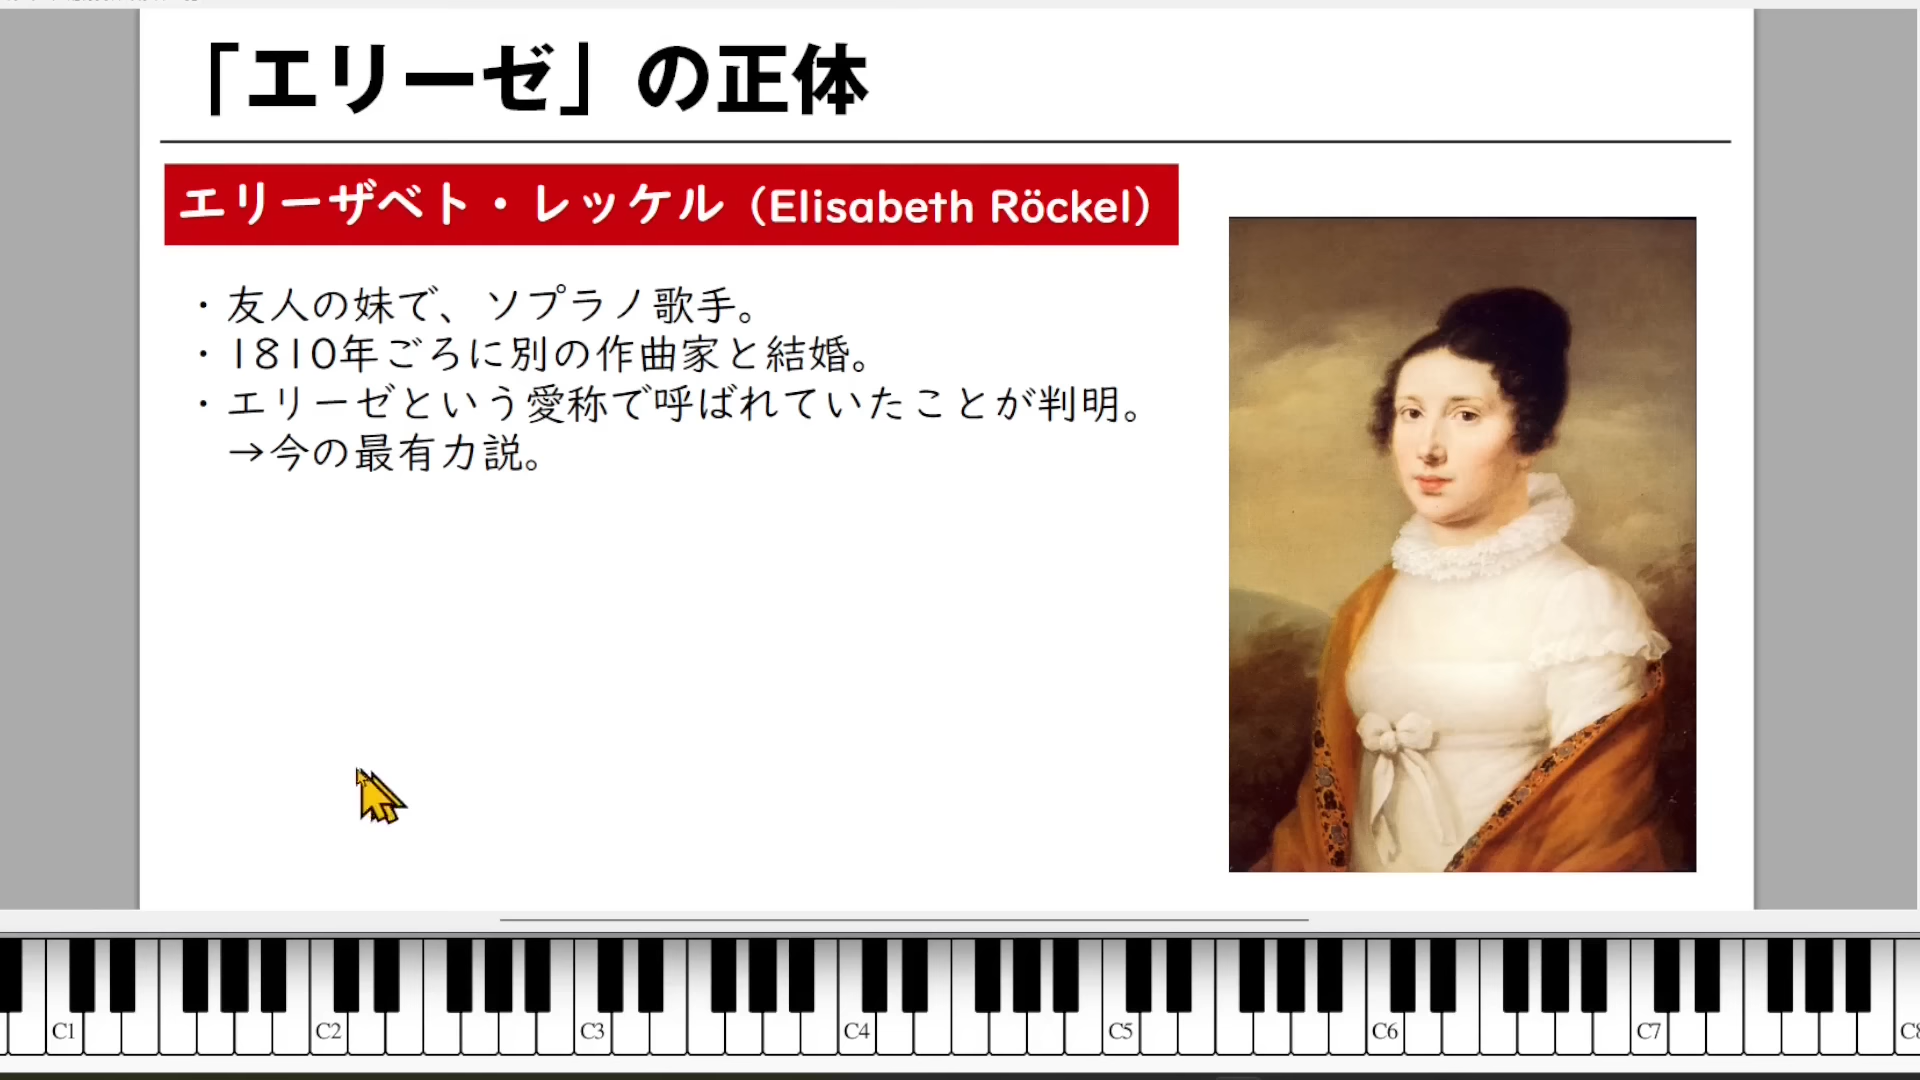 「エリーゼ」の正体
エリーザベト・レッケル（Elisabeth Röckel）
・友人の妹で、ソプラノ歌手。
・1810年ごろに別の作曲家と結婚。
・エリーゼという愛称で呼ばれていたことが判明。
→今の最有力説。
C1 C2 C3 C4 C5 C6 C7 C8